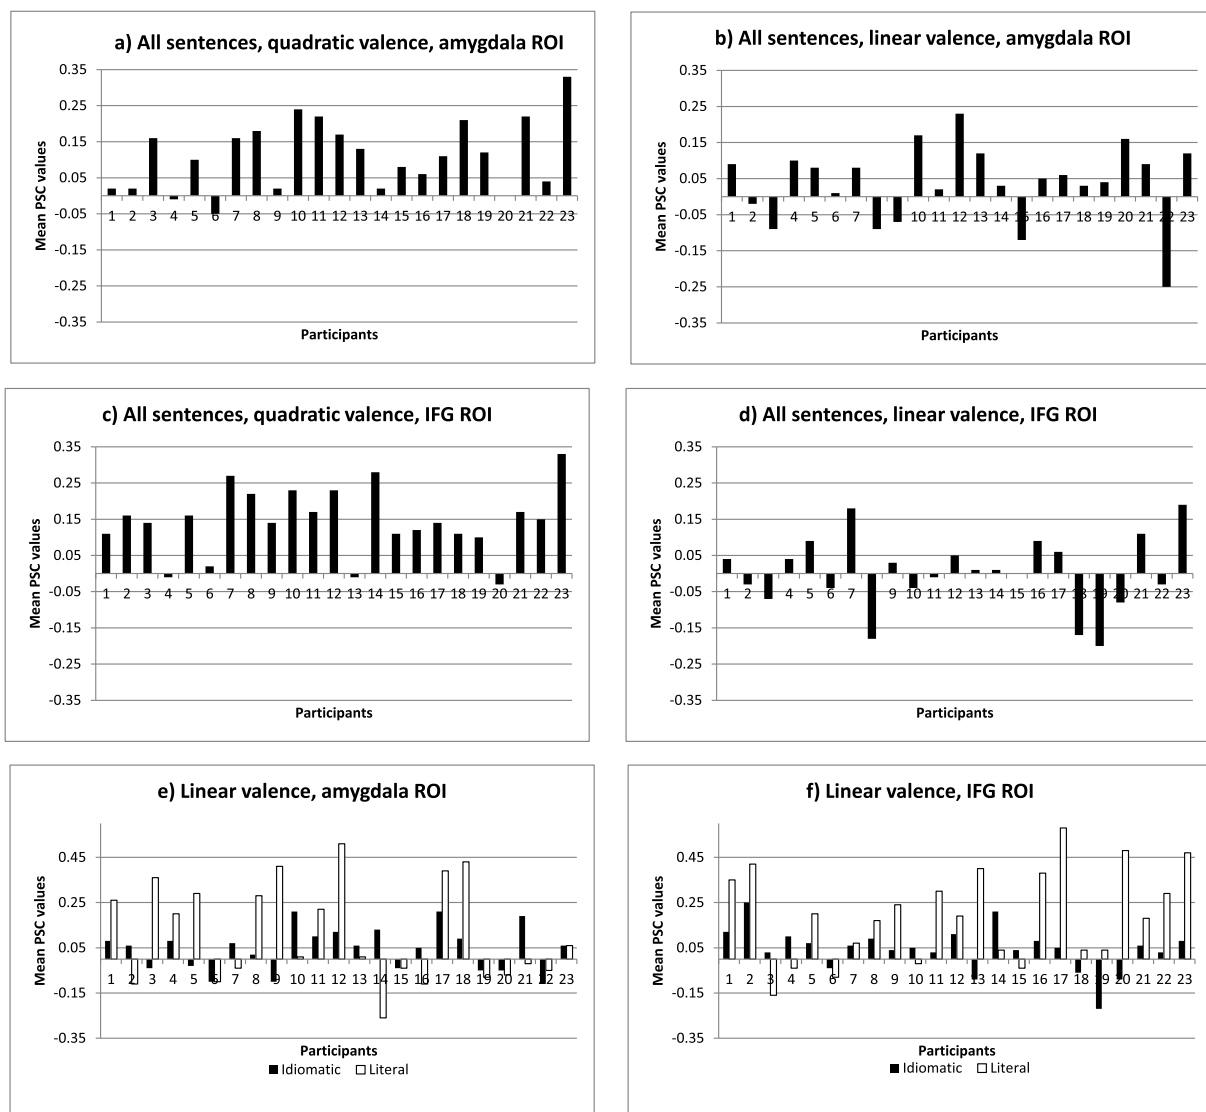 a) All sentences, quadratic valence, amygdala ROI
0.35
0.25
0.15
0.05
-0.05
-0.15
-0.25
-0.35
Mean PSC values
1 2 3 4 5 6 7 8 9 10 11 12 13 14 15 16 17 18 19 20 21 22 23
Participants
b) All sentences, linear valence, amygdala ROI
0.35
0.25
0.15
0.05
-0.05
-0.15
-0.25
-0.35
Mean PSC values
1 2 4 5 6 7 10 11 12 13 14 15 16 17 18 19 20 21 22 23
Participants
c) All sentences, quadratic valence, IFG ROI
0.35
0.25
0.15
0.05
-0.05
-0.15
-0.25
-0.35
Mean PSC values
1 2 3 4 5 6 7 8 9 10 11 12 13 14 15 16 17 18 19 20 21 22 23
Participants
d) All sentences, linear valence, IFG ROI
0.35
0.25
0.15
0.05
-0.05
-0.15
-0.25
-0.35
Mean PSC values
1 2 4 5 6 7 9 10 11 12 13 14 15 16 17 18 19 20 21 22 23
Participants
e) Linear valence, amygdala ROI
0.45
0.25
0.05
-0.15
-0.35
Mean PSC values
1 2 3 4 5 6 7 8 9 10 11 12 13 14 15 16 17 18 19 20 21 22 23
Participants
Idiomatic Literal
f) Linear valence, IFG ROI
0.45
0.25
0.05
-0.15
-0.35
Mean PSC values
1 2 3 4 5 6 7 8 9 10 11 12 13 14 15 16 17 18 19 20 21 22 23
Participants
Idiomatic Literal